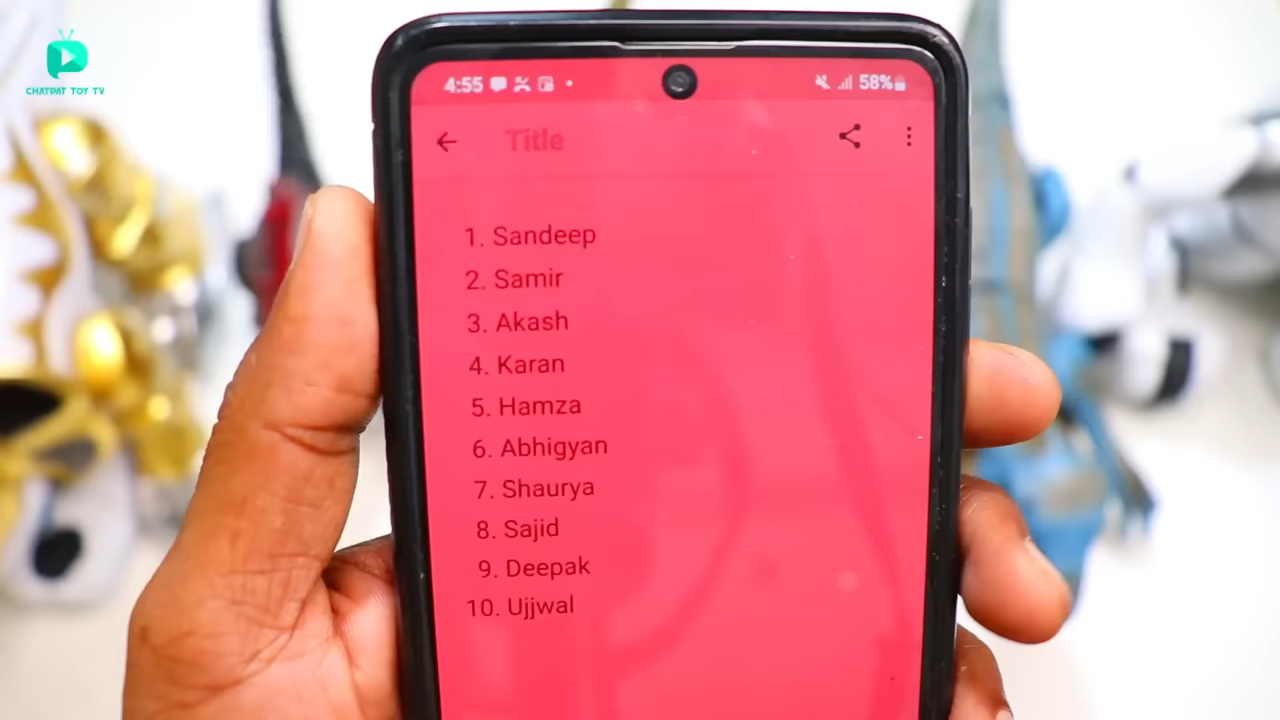 CHATPAT TOY TV
4:55 58%
Title
1. Sandeep
2. Samir
3. Akash
4. Karan
5. Hamza
6. Abhigyan
7. Shaurya
8. Sajid
9. Deepak
10. Ujjwal